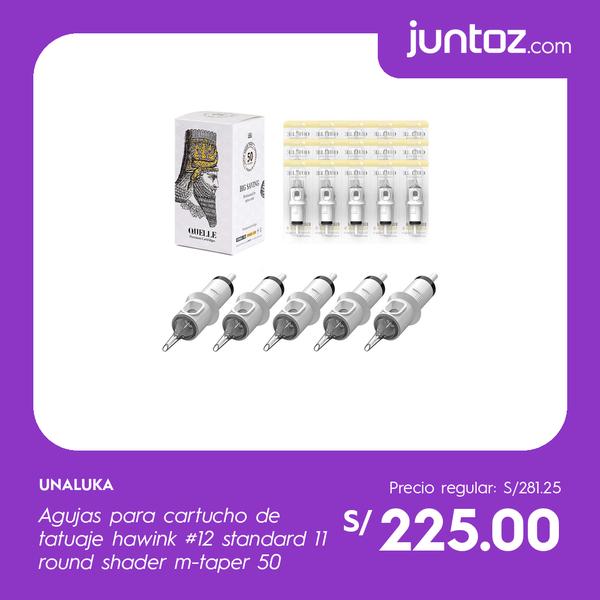 juntoz.com
50
BIG SAVING
QUELLE
UNALUKA
Agujas para cartucho de
tatuaje hawink #12 standard 11
round shader m-taper 50
Precio regular: S/281.25
S/ 225.00